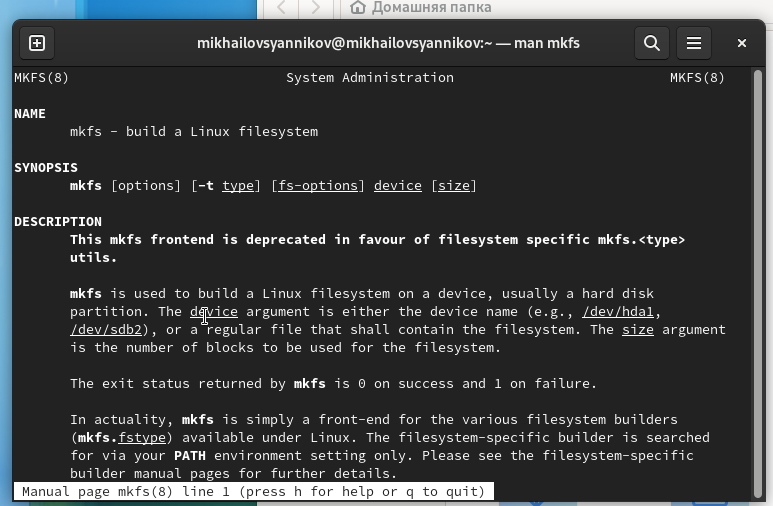 Домашняя папка
mikhailovsyannikov@mikhailovsyannikov:~ — man mkfs
MKFS(8) System Administration MKFS(8)
NAME
mkfs - build a Linux filesystem
SYNOPSIS
mkfs [options] [-t type] [fs-options] device [size]
DESCRIPTION
This mkfs frontend is deprecated in favour of filesystem specific mkfs.<type>
utils.
mkfs is used to build a Linux filesystem on a device, usually a hard disk
partition. The device argument is either the device name (e.g., /dev/hda1,
/dev/sdb2), or a regular file that shall contain the filesystem. The size argument
is the number of blocks to be used for the filesystem.
The exit status returned by mkfs is 0 on success and 1 on failure.
In actuality, mkfs is simply a front-end for the various filesystem builders
(mkfs.fstype) available under Linux. The filesystem-specific builder is searched
for via your PATH environment setting only. Please see the filesystem-specific
builder manual pages for further details.
Manual page mkfs(8) line 1 (press h for help or q to quit)